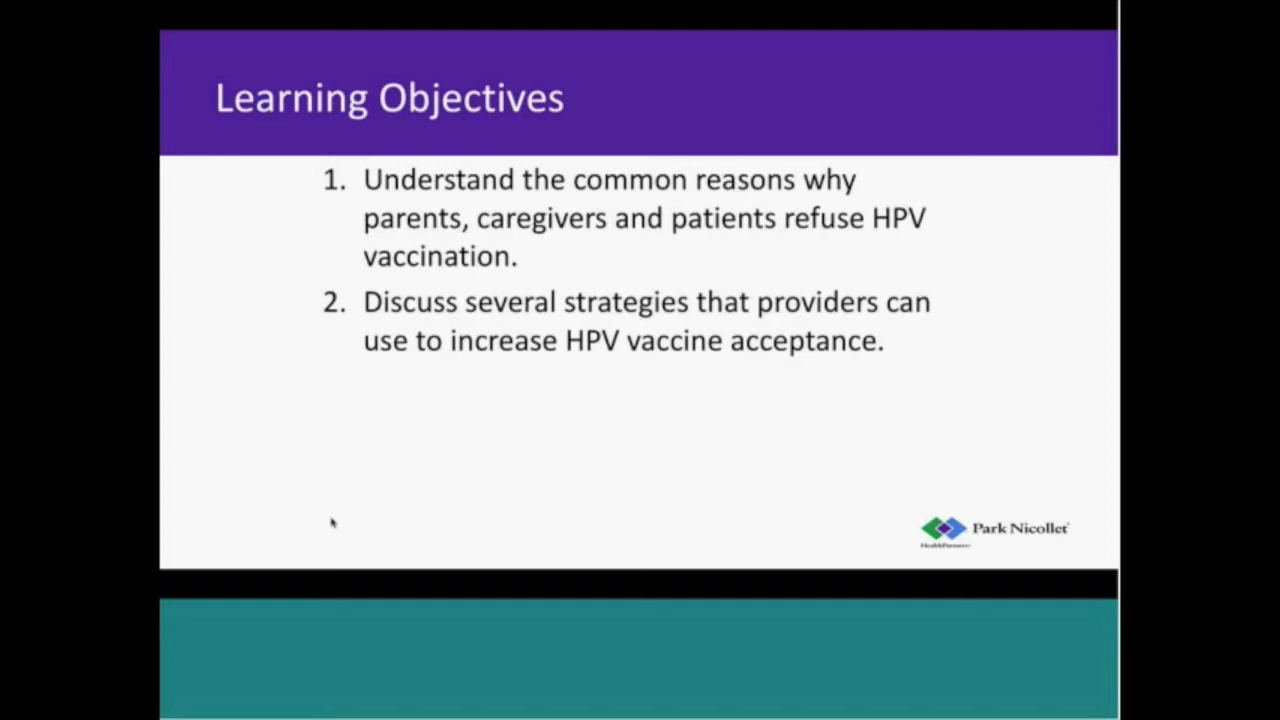 Learning Objectives
1. Understand the common reasons why
parents, caregivers and patients refuse HPV
vaccination.
2. Discuss several strategies that providers can
use to increase HPV vaccine acceptance.
Park Nicollet
HealthPartners